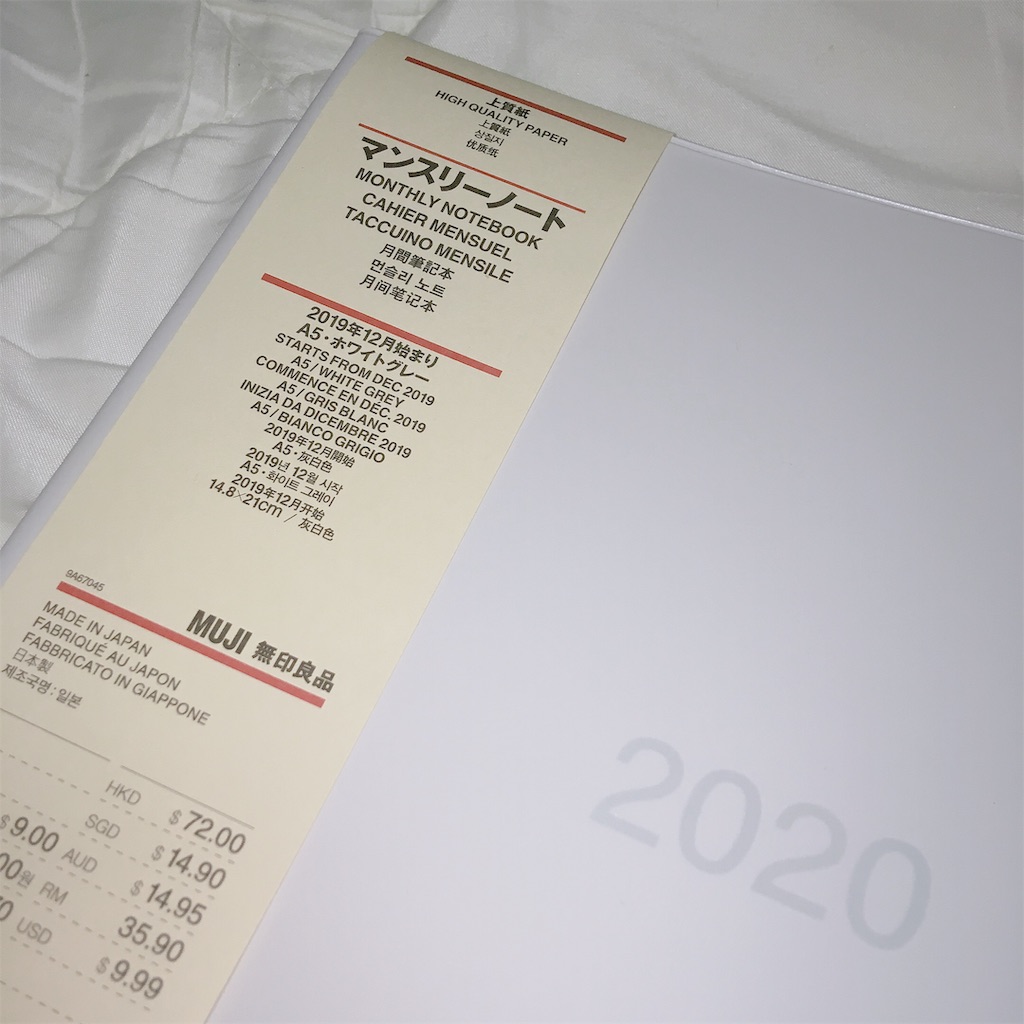 上質紙
HIGH QUALITY PAPER
上質紙
상질지
优质纸
マンスリーノート
MONTHLY NOTEBOOK
CAHIER MENSUEL
TACCUINO MENSILE
月間筆記本
먼슬리 노트
月间笔记本
2019年12月始まり
A5・ホワイトグレー
STARTS FROM DEC 2019
A5 / WHITE GREY
COMMENCE EN DÉC. 2019
A5 / GRIS BLANC
INIZIA DA DICEMBRE 2019
A5 / BIANCO GRIGIO
2019年12月開始
A5・灰白色
2019년 12월 시작
A5・화이트 그레이
2019年12月开始
14.8×21cm / 灰白色
9A67045
MUJI 無印良品
MADE IN JAPAN
FABRIQUÉ AU JAPON
FABBRICATO IN GIAPPONE
日本製
제조국명 : 일본
HKD $72.00
SGD $14.90
$9.00 AUD $14.95
원 RM 35.90
USD $9.99
2020